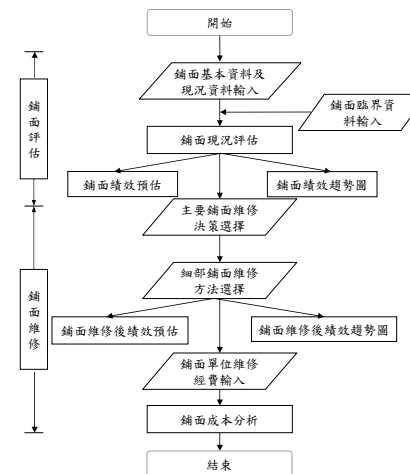 開始
鋪面基本資料及
現況資料輸入
鋪面臨界資
料輸入
鋪面評估
鋪面現況評估
鋪面績效預估
鋪面績效趨勢圖
主要鋪面維修
決策選擇
鋪面維修
細部鋪面維修
方法選擇
鋪面維修後績效預估
鋪面維修後績效趨勢圖
鋪面單位維修
經費輸入
鋪面成本分析
結束